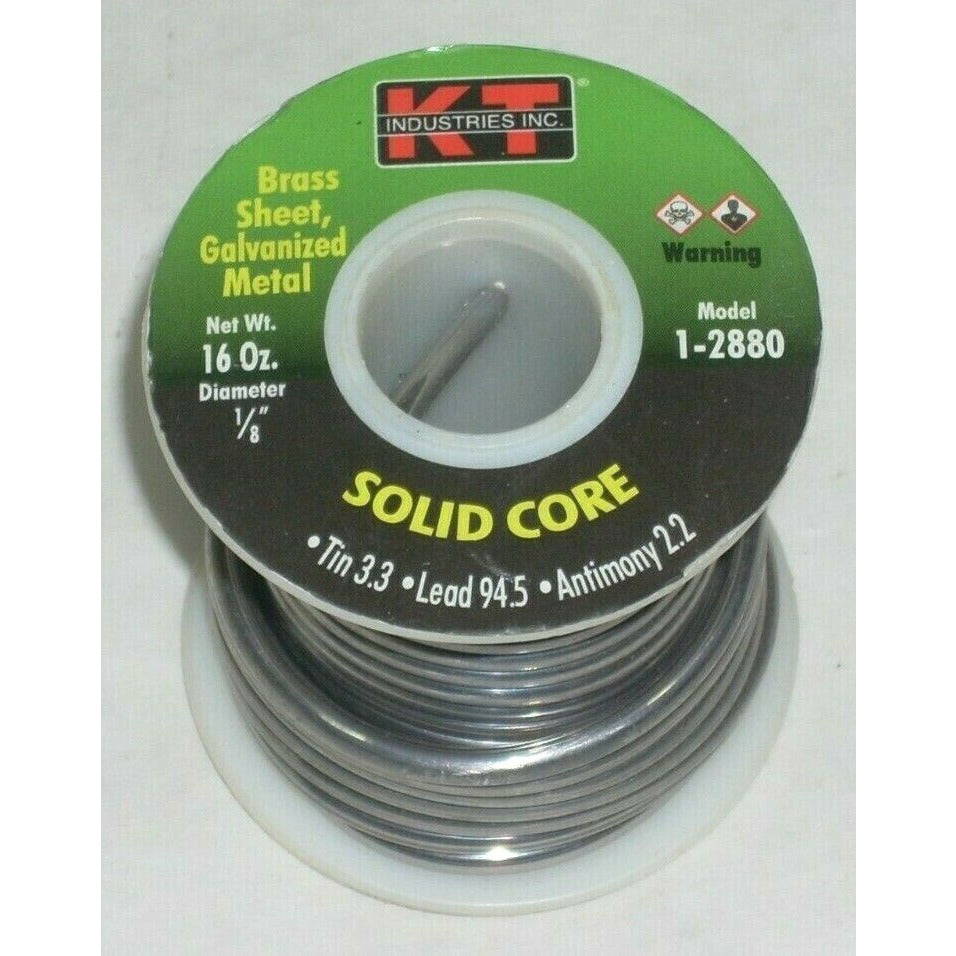 KT®
INDUSTRIES INC.
Brass
Sheet,
Galvanized
Metal
Net Wt.
16 Oz.
Diameter
1/8"
Warning
Model
1-2880
SOLID CORE
•Tin 3.3 •Lead 94.5 •Antimony 2.2